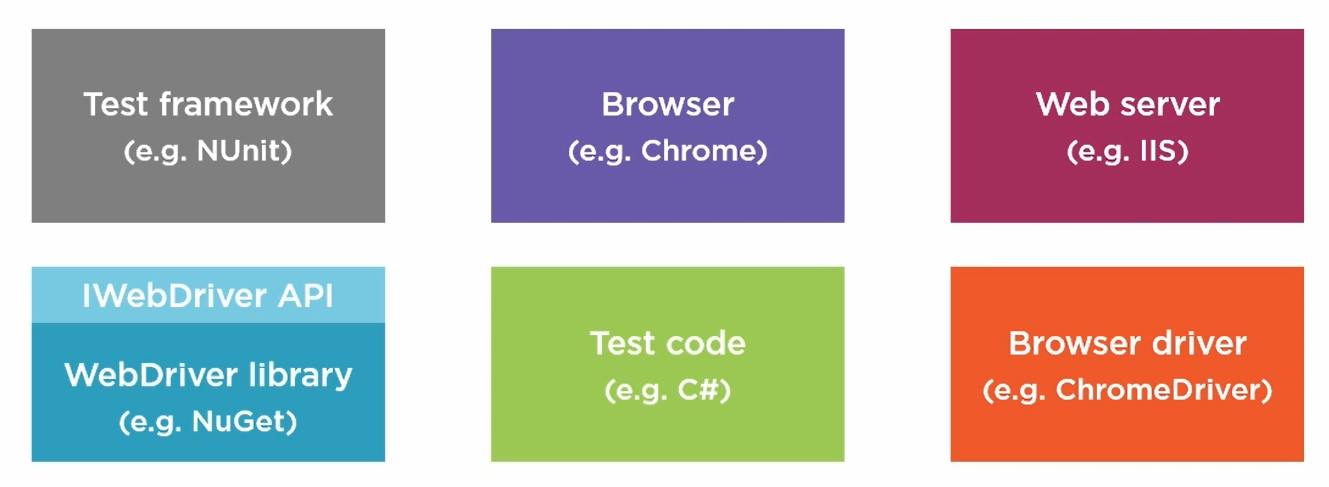 Test framework
(e.g. NUnit)
Browser
(e.g. Chrome)
Web server
(e.g. IIS)
IWebDriver API
WebDriver library
(e.g. NuGet)
Test code
(e.g. C#)
Browser driver
(e.g. ChromeDriver)